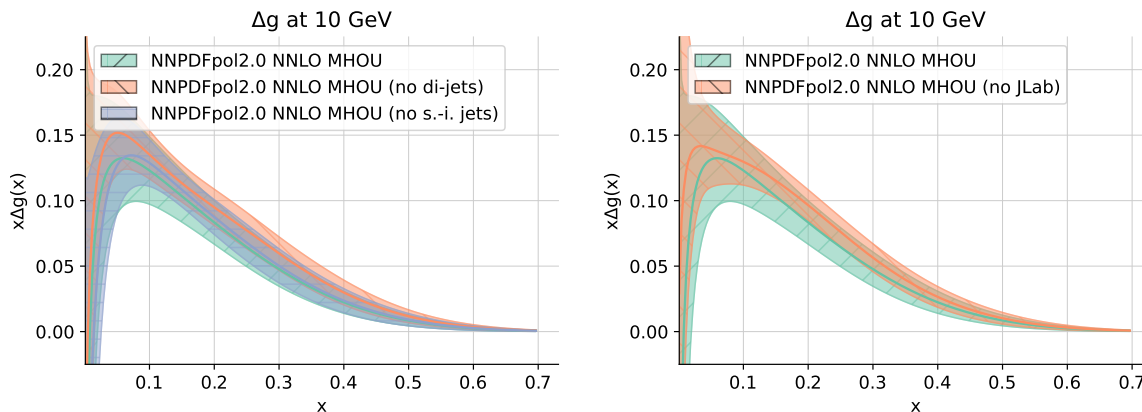 Δg at 10 GeV
NNPDFpol2.0 NNLO MHOU
NNPDFpol2.0 NNLO MHOU (no di-jets)
NNPDFpol2.0 NNLO MHOU (no s.-i. jets)
xΔg(x)
0.20
0.15
0.10
0.05
0.00
0.1 0.2 0.3 0.4 0.5 0.6 0.7
x
Δg at 10 GeV
NNPDFpol2.0 NNLO MHOU
NNPDFpol2.0 NNLO MHOU (no JLab)
xΔg(x)
0.20
0.15
0.10
0.05
0.00
0.1 0.2 0.3 0.4 0.5 0.6 0.7
x